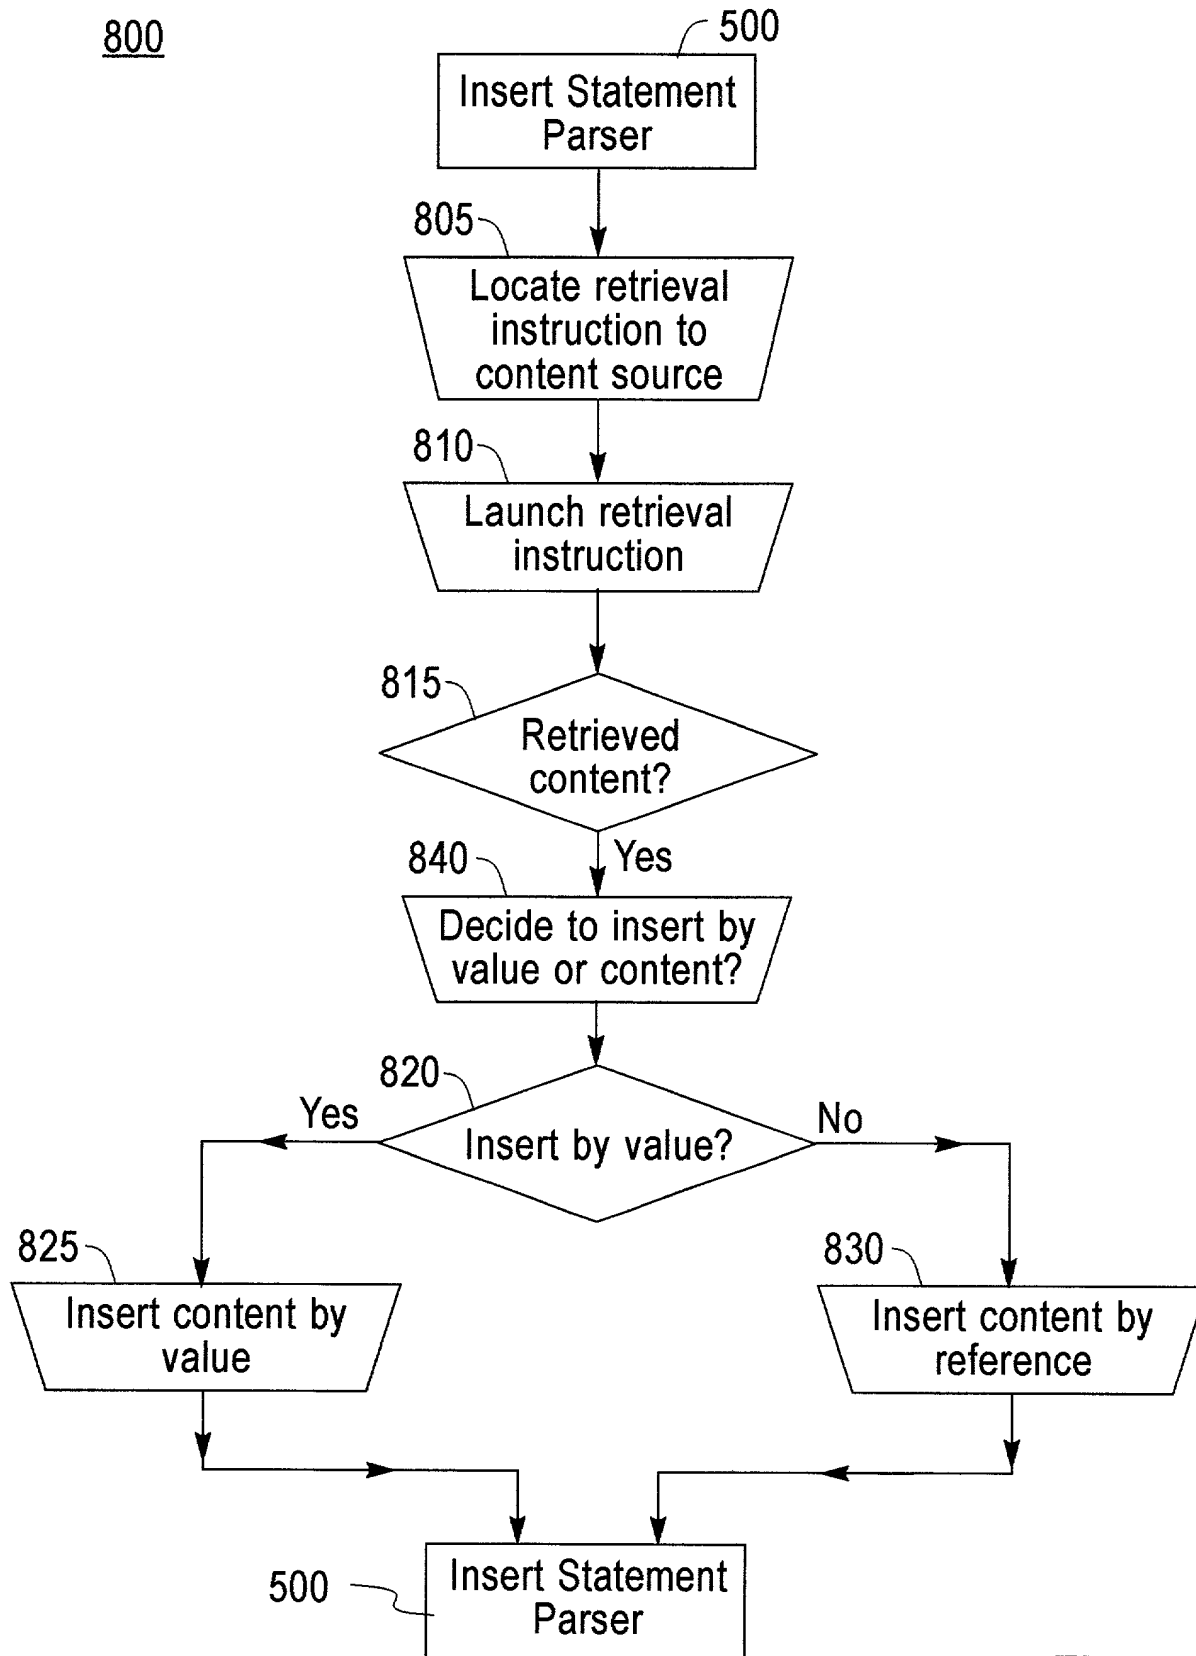 800
500
Insert Statement
Parser
805
Locate retrieval
instruction to
content source
810
Launch retrieval
instruction
815
Retrieved
content?
Yes
840
Decide to insert by
value or content?
820
Yes
Insert by value?
No
825
Insert content by
value
830
Insert content by
reference
500
Insert Statement
Parser